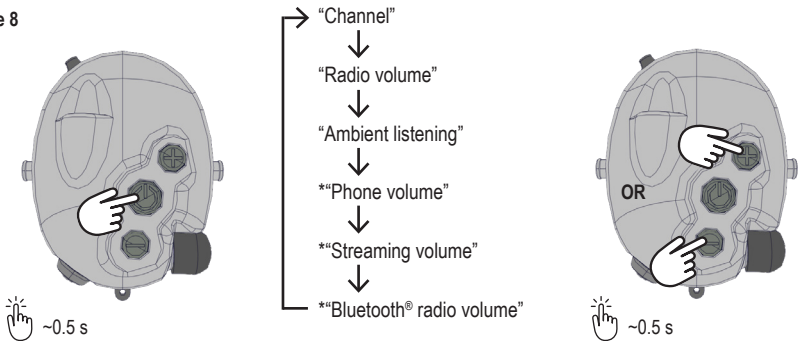 e 8
“Channel”
“Radio volume”
“Ambient listening”
*“Phone volume”
*“Streaming volume”
*“Bluetooth® radio volume”
~0.5 s
OR
~0.5 s